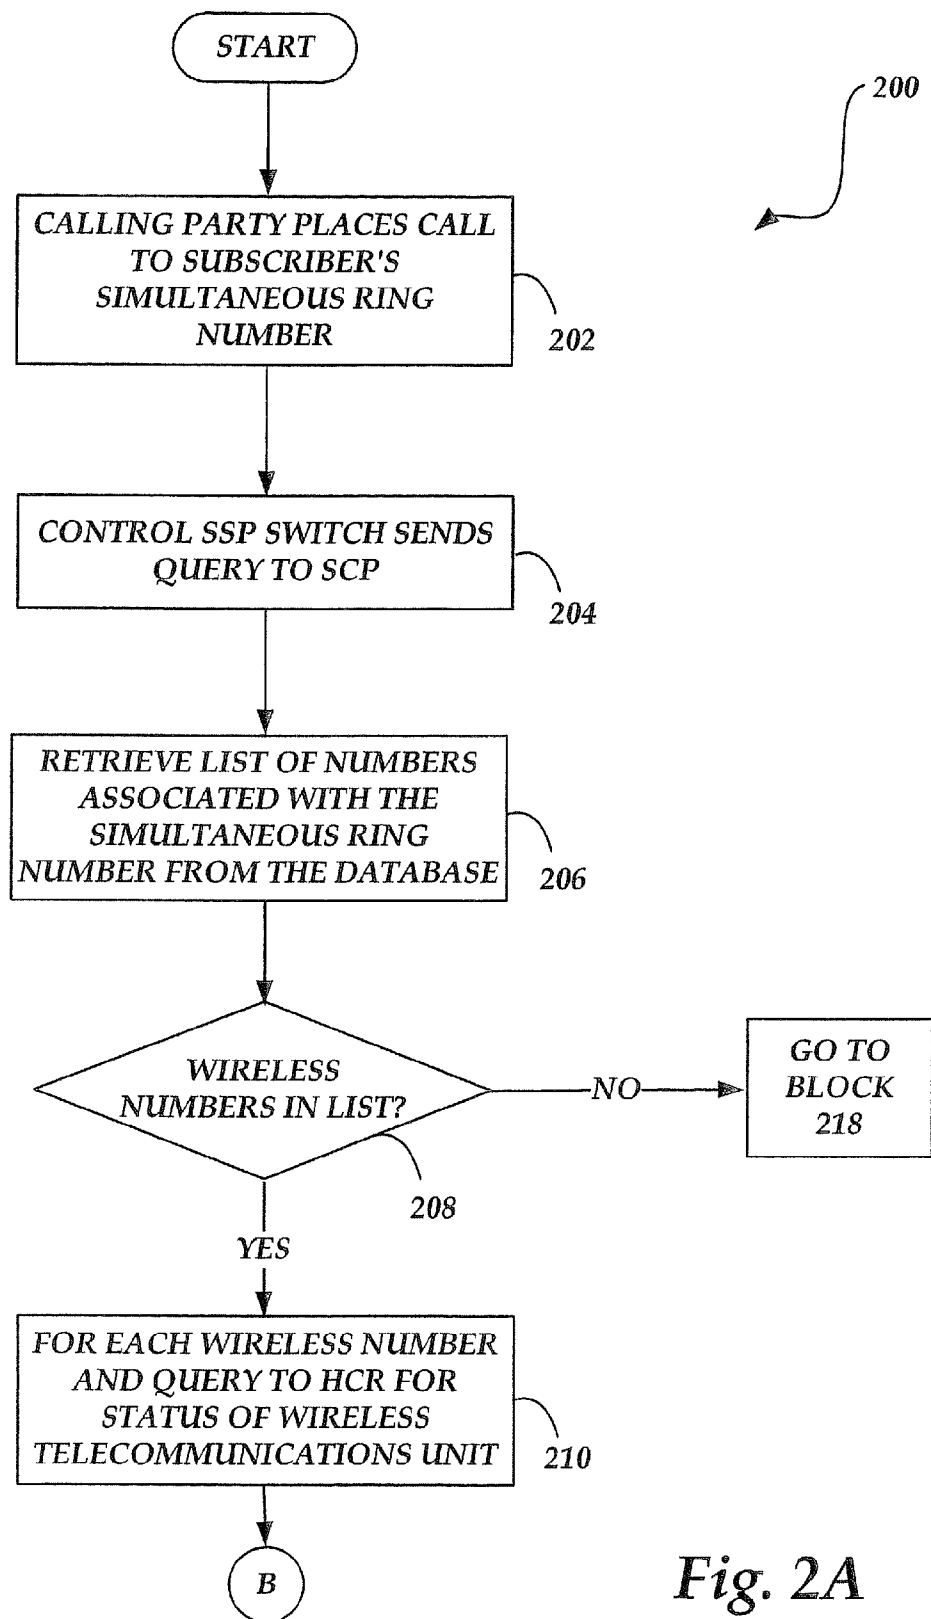 START
200
CALLING PARTY PLACES CALL
TO SUBSCRIBER'S
SIMULTANEOUS RING
NUMBER
202
CONTROL SSP SWITCH SENDS
QUERY TO SCP
204
RETRIEVE LIST OF NUMBERS
ASSOCIATED WITH THE
SIMULTANEOUS RING
NUMBER FROM THE DATABASE
206
WIRELESS
NUMBERS IN LIST?
NO
GO TO
BLOCK
218
208
YES
FOR EACH WIRELESS NUMBER
AND QUERY TO HCR FOR
STATUS OF WIRELESS
TELECOMMUNICATIONS UNIT
210
B
Fig. 2A